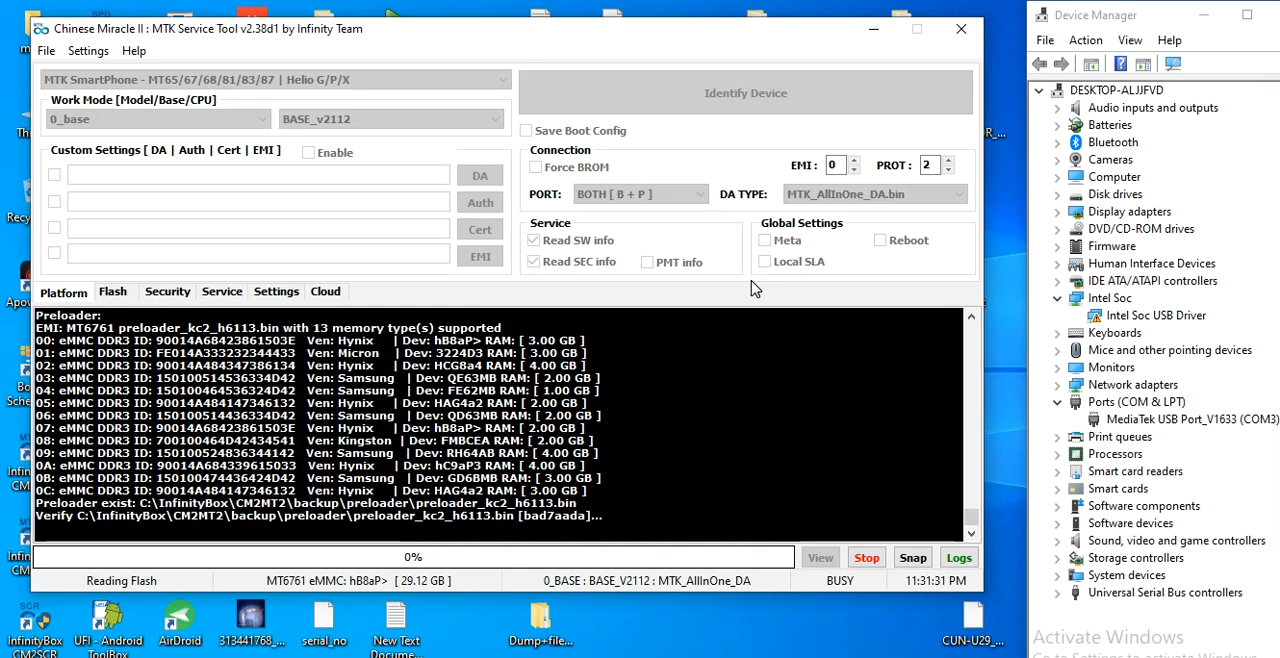 Chinese Miracle II : MTK Service Tool v2.38d1 by Infinity Team
File Settings Help
MTK SmartPhone - MT65/67/68/81/83/87 | Helio G/P/X
Identify Device
Work Mode [Model/Base/CPU]
0_base BASE_v2112
Save Boot Config
Custom Settings [ DA | Auth | Cert | EMI ] Enable
DA
Auth
Cert
EMI
Connection
Force BROM EMI : 0 PROT : 2
PORT: BOTH [ B + P ] DA TYPE: MTK_AllInOne_DA.bin
Service
Read SW info
Read SEC info PMT info
Global Settings
Meta Reboot
Local SLA
Platform Flash Security Service Settings Cloud
Preloader:
EMI: MT6761 preloader_kc2_h6113.bin with 13 memory type(s) supported
00: eMMC DDR3 ID: 90014A68423861503E Ven: Hynix | Dev: hB8aP> RAM: [ 3.00 GB ]
01: eMMC DDR3 ID: FE014A333232344433 Ven: Micron | Dev: 3224D3 RAM: [ 3.00 GB ]
02: eMMC DDR3 ID: 90014A484347386134 Ven: Hynix | Dev: HCG8a4 RAM: [ 4.00 GB ]
03: eMMC DDR3 ID: 150100514536334D42 Ven: Samsung | Dev: QE63MB RAM: [ 2.00 GB ]
04: eMMC DDR3 ID: 150100464536324D42 Ven: Samsung | Dev: FE62MB RAM: [ 1.00 GB ]
05: eMMC DDR3 ID: 90014A484147346132 Ven: Hynix | Dev: HAG4a2 RAM: [ 2.00 GB ]
06: eMMC DDR3 ID: 150100514436334D42 Ven: Samsung | Dev: QD63MB RAM: [ 2.00 GB ]
07: eMMC DDR3 ID: 90014A68423861503E Ven: Hynix | Dev: hB8aP> RAM: [ 2.00 GB ]
08: eMMC DDR3 ID: 700100464D42434541 Ven: Kingston | Dev: FMBCEA RAM: [ 2.00 GB ]
09: eMMC DDR3 ID: 150100524836344142 Ven: Samsung | Dev: RH64AB RAM: [ 4.00 GB ]
0A: eMMC DDR3 ID: 90014A684339615033 Ven: Hynix | Dev: hC9aP3 RAM: [ 4.00 GB ]
0B: eMMC DDR3 ID: 150100474436424D42 Ven: Samsung | Dev: GD6BMB RAM: [ 3.00 GB ]
0C: eMMC DDR3 ID: 90014A484147346132 Ven: Hynix | Dev: HAG4a2 RAM: [ 3.00 GB ]
Preloader exist: C:\InfinityBox\CM2MT2\backup\preloader\preloader_kc2_h6113.bin
Verify C:\InfinityBox\CM2MT2\backup\preloader\preloader_kc2_h6113.bin [bad7aada]...
0% View Stop Snap Logs
Reading Flash MT6761 eMMC: hB8aP> [ 29.12 GB ] 0_BASE : BASE_V2112 : MTK_AllInOne_DA BUSY 11:31:31 PM
Device Manager
File Action View Help
DESKTOP-ALJJFVD
Audio inputs and outputs
Batteries
Bluetooth
Cameras
Computer
Disk drives
Display adapters
DVD/CD-ROM drives
Firmware
Human Interface Devices
IDE ATA/ATAPI controllers
Intel Soc
Intel Soc USB Driver
Keyboards
Mice and other pointing devices
Monitors
Network adapters
Ports (COM & LPT)
MediaTek USB Port_V1633 (COM3)
Print queues
Processors
Smart card readers
Smart cards
Software components
Software devices
Sound, video and game controllers
Storage controllers
System devices
Universal Serial Bus controllers
Activate Windows
Go to Settings to activate Windows.
InfinityBox
CM2SCR
UFI - Android
ToolBox
AirDroid
313441768_...
serial_no
New Text
Docume...
Dump+file...
CUN-U29_...